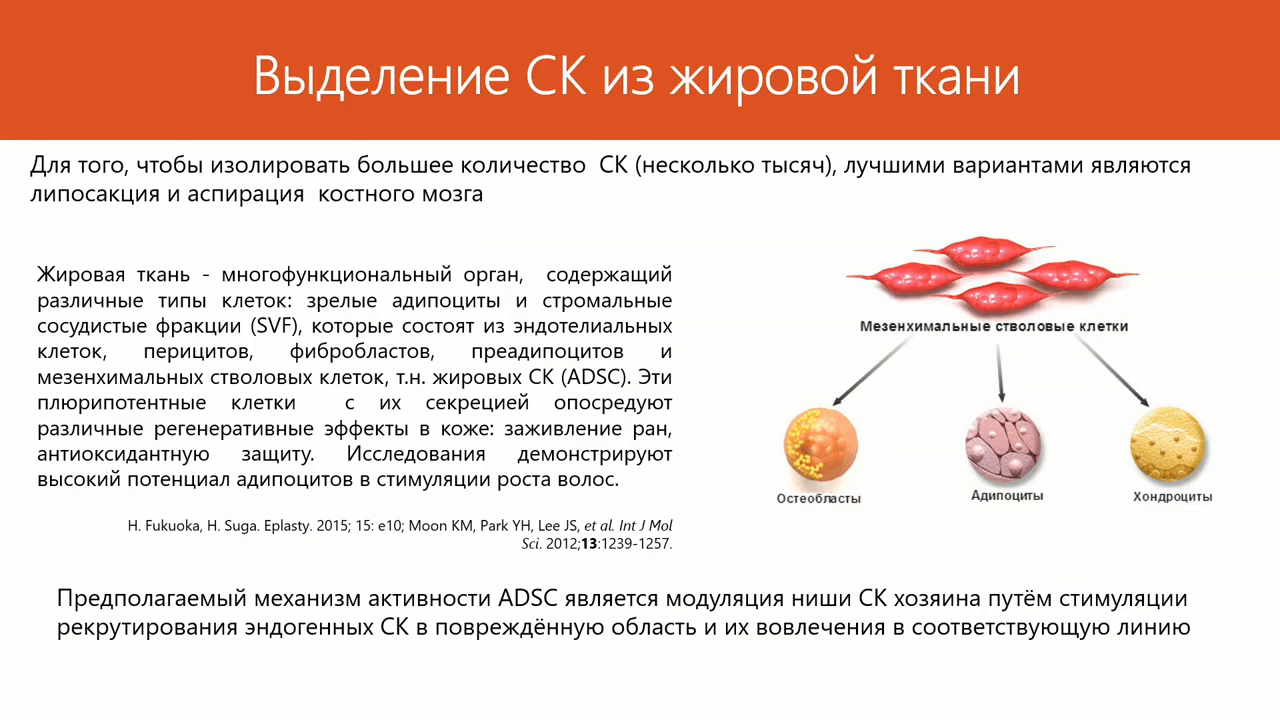 Выделение СК из жировой ткани
Для того, чтобы изолировать большее количество СК (несколько тысяч), лучшими вариантами являются
липосакция и аспирация костного мозга
Жировая ткань - многофункциональный орган, содержащий
различные типы клеток: зрелые адипоциты и стромальные
сосудистые фракции (SVF), которые состоят из эндотелиальных
клеток, перицитов, фибробластов, преадипоцитов и
мезенхимальных стволовых клеток, т.н. жировых СК (ADSC). Эти
плюрипотентные клетки с их секрецией опосредуют
различные регенеративные эффекты в коже: заживление ран,
антиоксидантную защиту. Исследования демонстрируют
высокий потенциал адипоцитов в стимуляции роста волос.
H. Fukuoka, H. Suga. Eplasty. 2015; 15: e10; Moon KM, Park YH, Lee JS, et al. Int J Mol
Sci. 2012;13:1239-1257.
Мезенхимальные стволовые клетки
Остеобласты
Адипоциты
Хондроциты
Предполагаемый механизм активности ADSC является модуляция ниши СК хозяина путём стимуляции
рекрутирования эндогенных СК в повреждённую область и их вовлечения в соответствующую линию